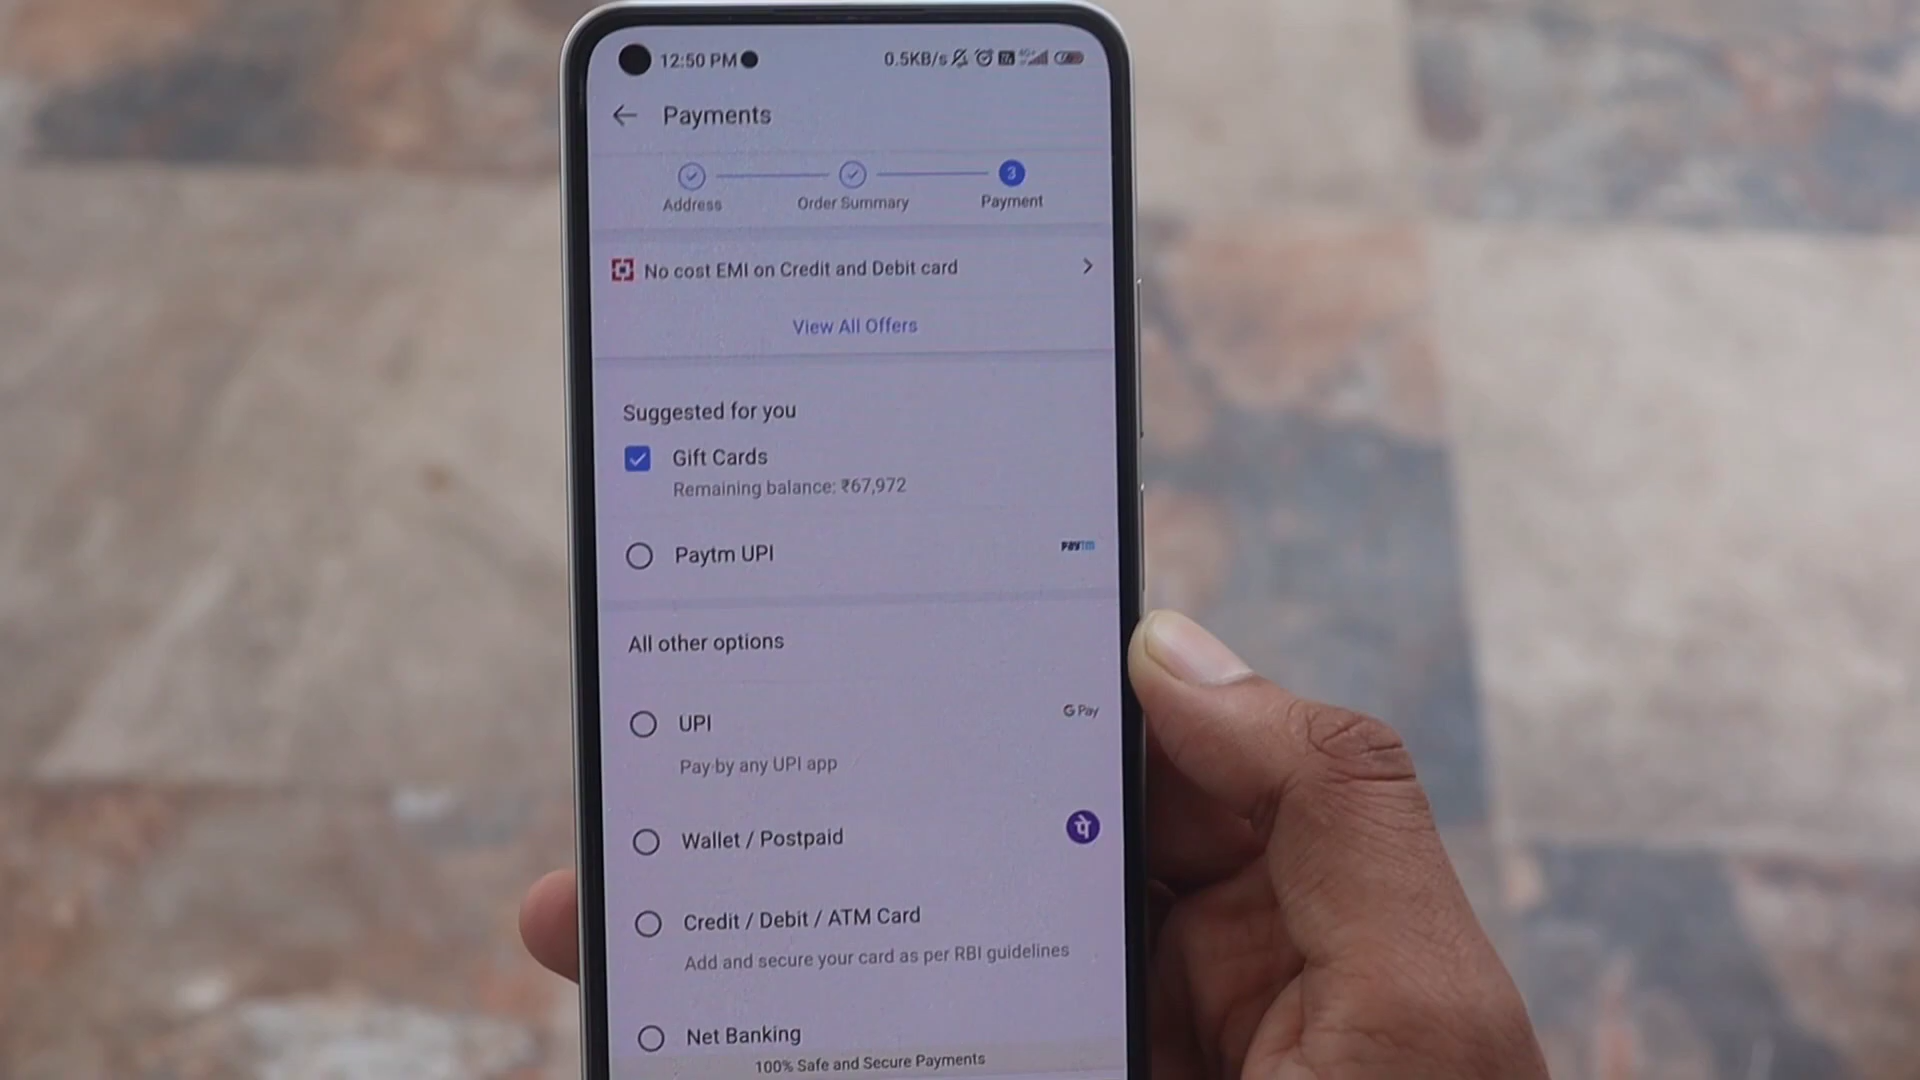 12:50 PM 0.5KB/s
Payments
3
Address Order Summary Payment
No cost EMI on Credit and Debit card
View All Offers
Suggested for you
Gift Cards
Remaining balance: ₹67,972
Paytm UPI paytm
All other options
UPI G Pay
Pay by any UPI app
Wallet / Postpaid पे
Credit / Debit / ATM Card
Add and secure your card as per RBI guidelines
Net Banking
100% Safe and Secure Payments